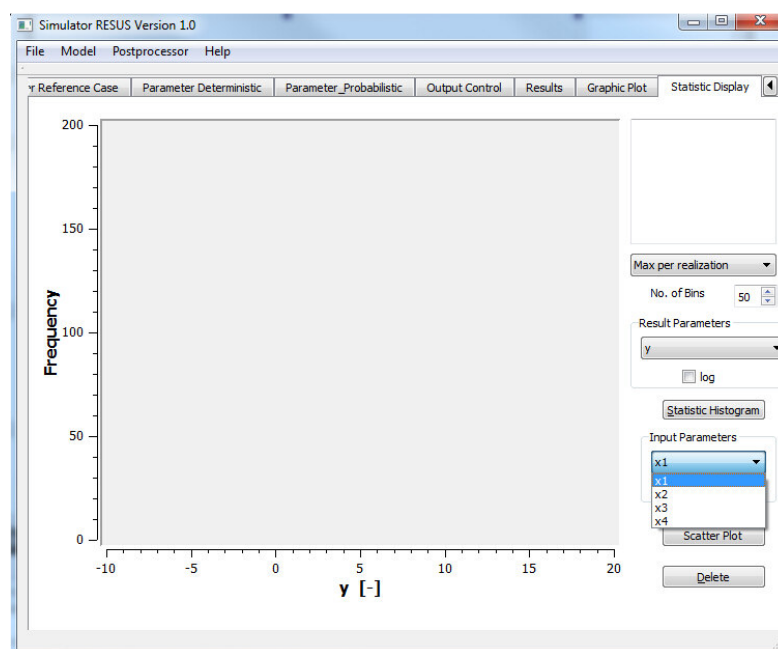 Simulator RESUS Version 1.0
File Model Postprocessor Help
r Reference Case Parameter Deterministic Parameter_Probabilistic Output Control Results Graphic Plot Statistic Display
200
150
100
50
0
Frequency
-10 -5 0 5 10 15 20
y [-]
Max per realization
No. of Bins 50
Result Parameters
y
log
Statistic Histogram
Input Parameters
x1
x1
x2
x3
x4
Scatter Plot
Delete